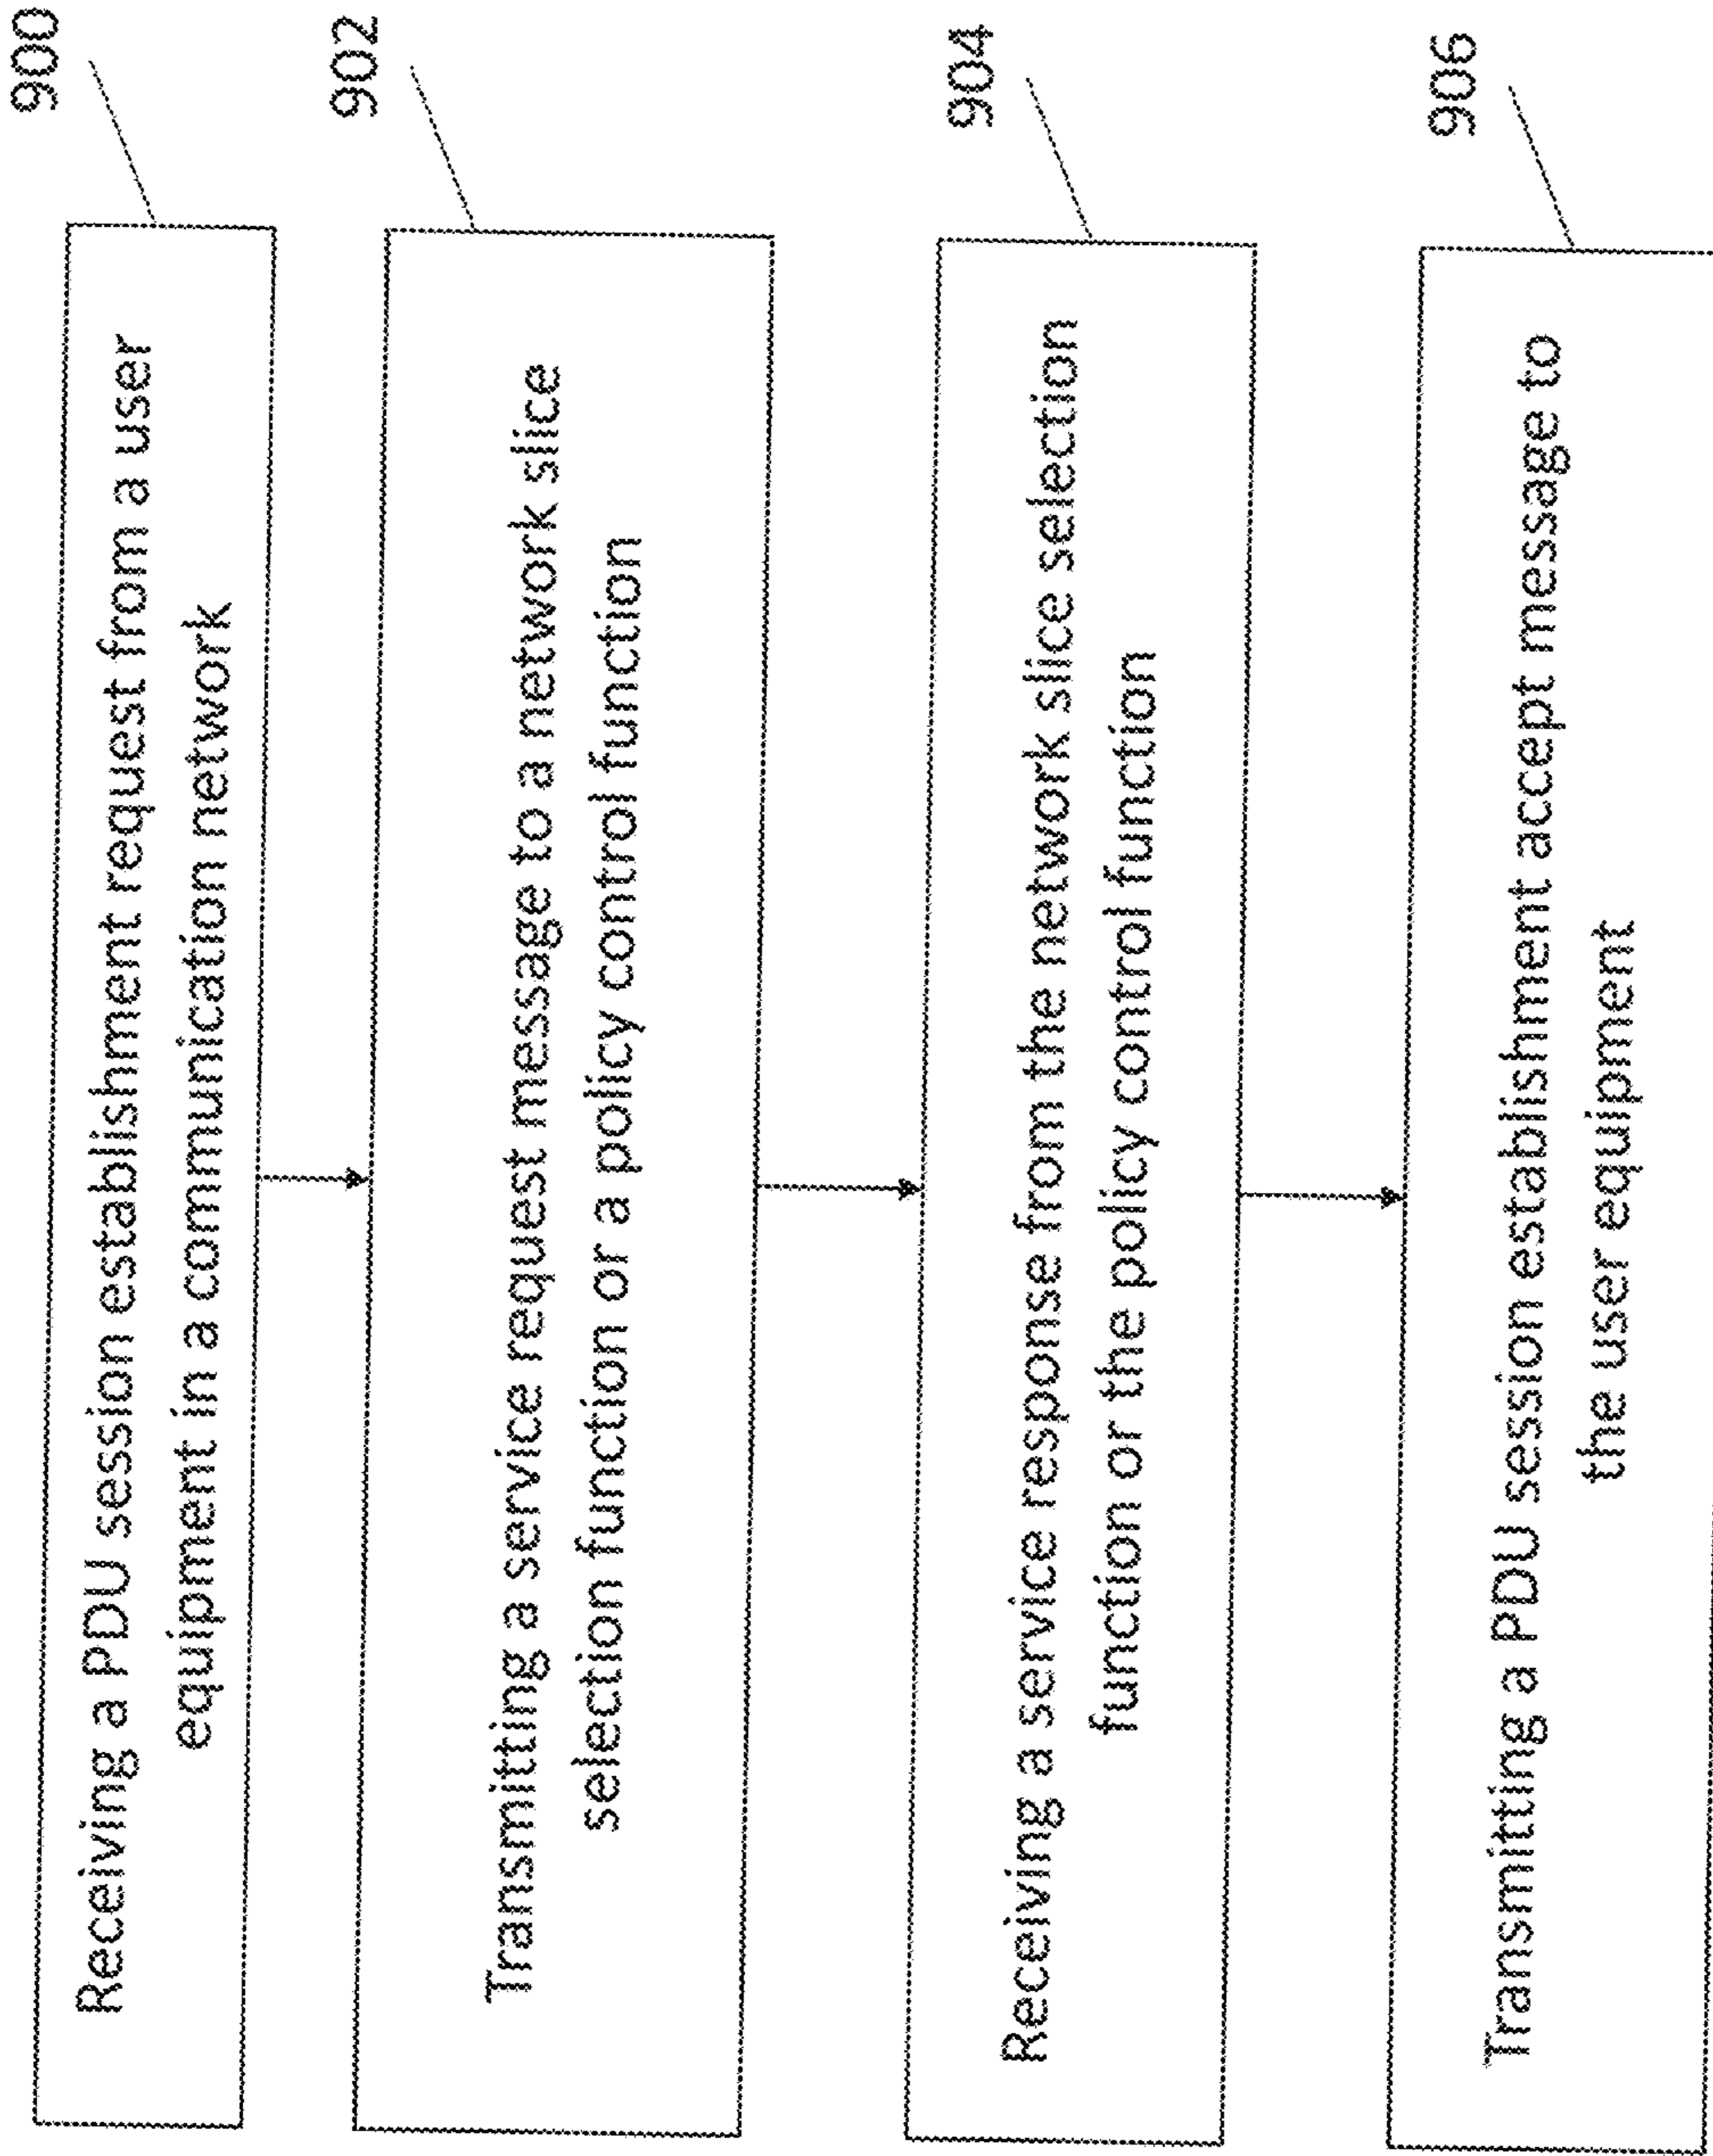 900
Receiving a PDU session establishment request from a user
equipment in a communication network
902
Transmitting a service request message to a network slice
selection function or a policy control function
904
Receiving a service response from the network slice selection
function or the policy control function
906
Transmitting a PDU session establishment accept message to
the user equipment